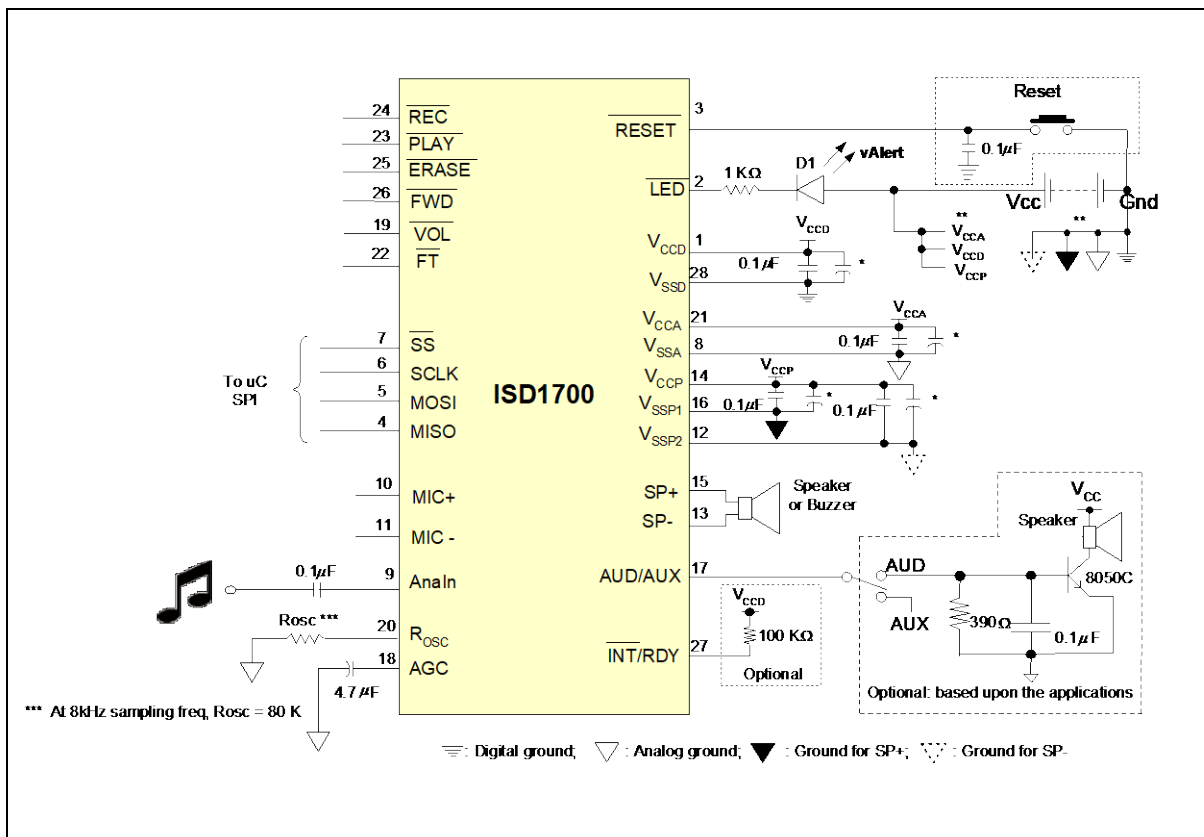 24 REC
23 PLAY
25 ERASE
26 FWD
19 VOL
22 FT
7 SS
6 SCLK
5 MOSI
4 MISO
To uC
SPI
10 MIC+
11 MIC -
0.1µF
9 AnaIn
Rosc ***
20 ROSC
18 AGC
4.7µF
*** At 8kHz sampling freq, Rosc = 80 K
ISD1700
RESET 3
Reset
0.1µF
LED 2
1 KΩ
D1
vAlert
Vcc
Gnd
**
VCCA
VCCD
VCCP
**
VCCD 1
VCCD
0.1µF
*
VSSD 28
VCCA 21
VCCA
0.1µF
*
VSSA 8
VCCP 14
VCCP
0.1µF
*
0.1µF
*
VSSP1 16
VSSP2 12
SP+ 15
SP- 13
Speaker
or Buzzer
AUD/AUX 17
AUD
AUX
VCC
Speaker
8050C
390Ω
0.1µF
Optional: based upon the applications
INT/RDY 27
VCCD
100 KΩ
Optional
: Digital ground;
: Analog ground;
: Ground for SP+;
: Ground for SP-